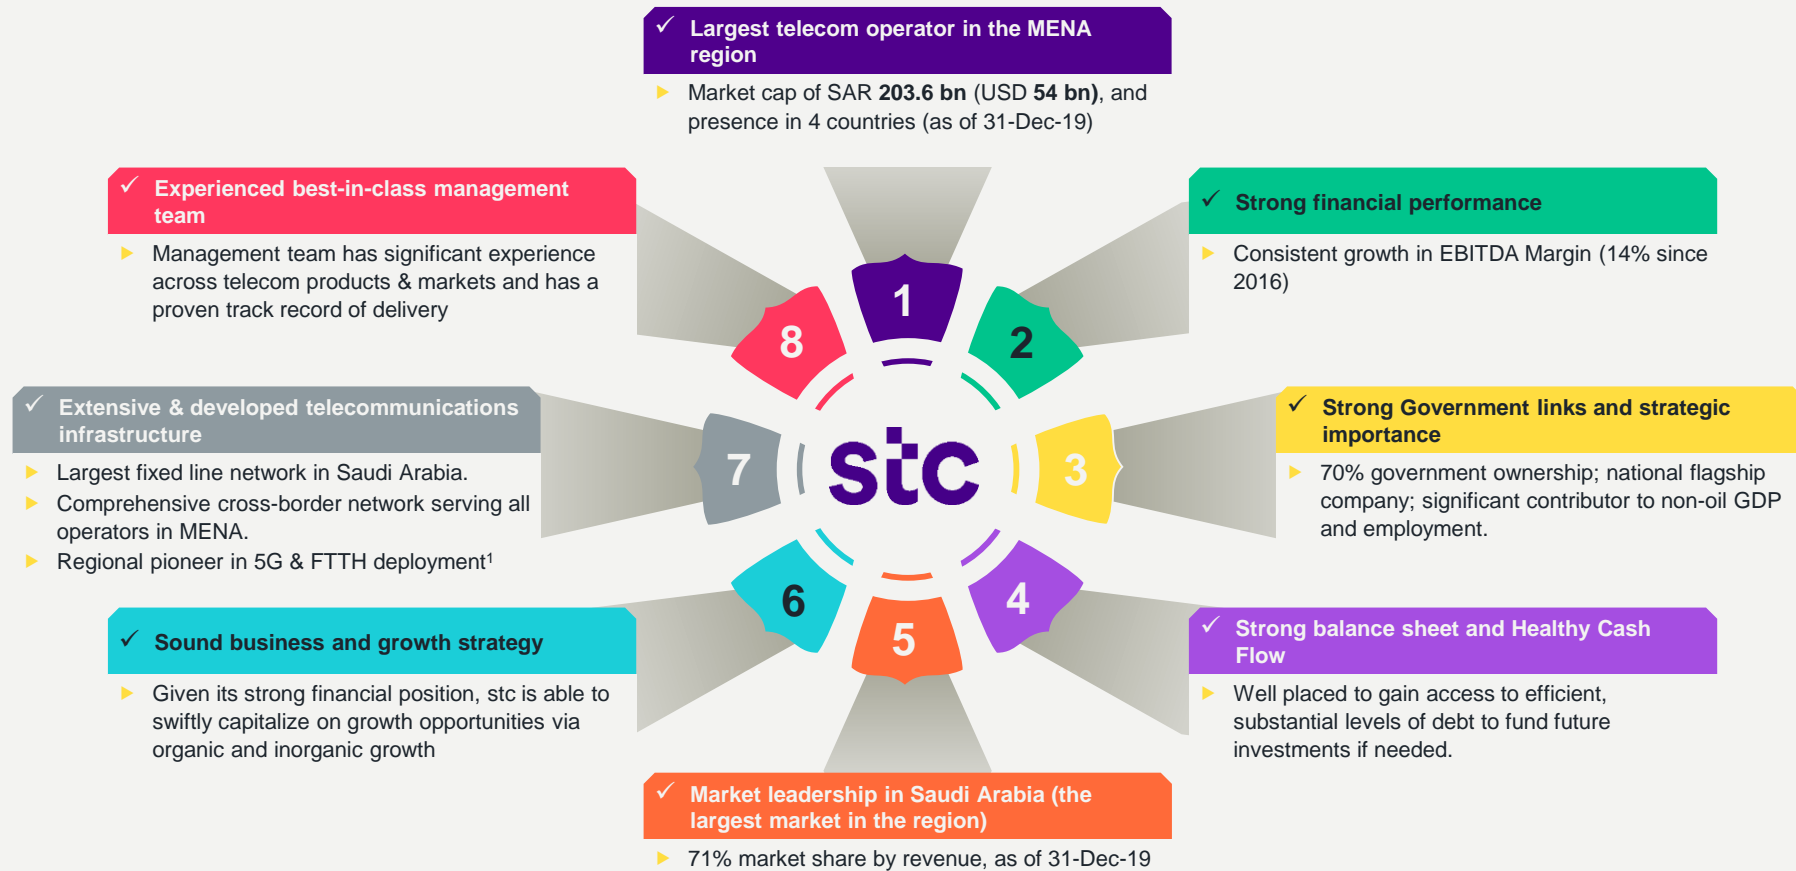 ✓ Largest telecom operator in the MENA
region
Market cap of SAR 203.6 bn (USD 54 bn), and
presence in 4 countries (as of 31-Dec-19)
✓ Strong financial performance
Consistent growth in EBITDA Margin (14% since
2016)
✓ Strong Government links and strategic
importance
70% government ownership; national flagship
company; significant contributor to non-oil GDP
and employment.
✓ Strong balance sheet and Healthy Cash
Flow
Well placed to gain access to efficient,
substantial levels of debt to fund future
investments if needed.
✓ Market leadership in Saudi Arabia (the
largest market in the region)
71% market share by revenue, as of 31-Dec-19
✓ Sound business and growth strategy
Given its strong financial position, stc is able to
swiftly capitalize on growth opportunities via
organic and inorganic growth
✓ Extensive & developed telecommunications
infrastructure
Largest fixed line network in Saudi Arabia.
Comprehensive cross-border network serving all
operators in MENA.
Regional pioneer in 5G & FTTH deployment¹
✓ Experienced best-in-class management
team
Management team has significant experience
across telecom products & markets and has a
proven track record of delivery
1
2
3
4
5
6
7
8
stc